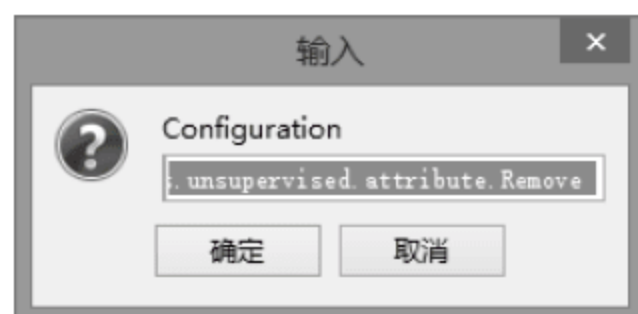 输入
Configuration
s.unsupervised.attribute.Remove
确定
取消